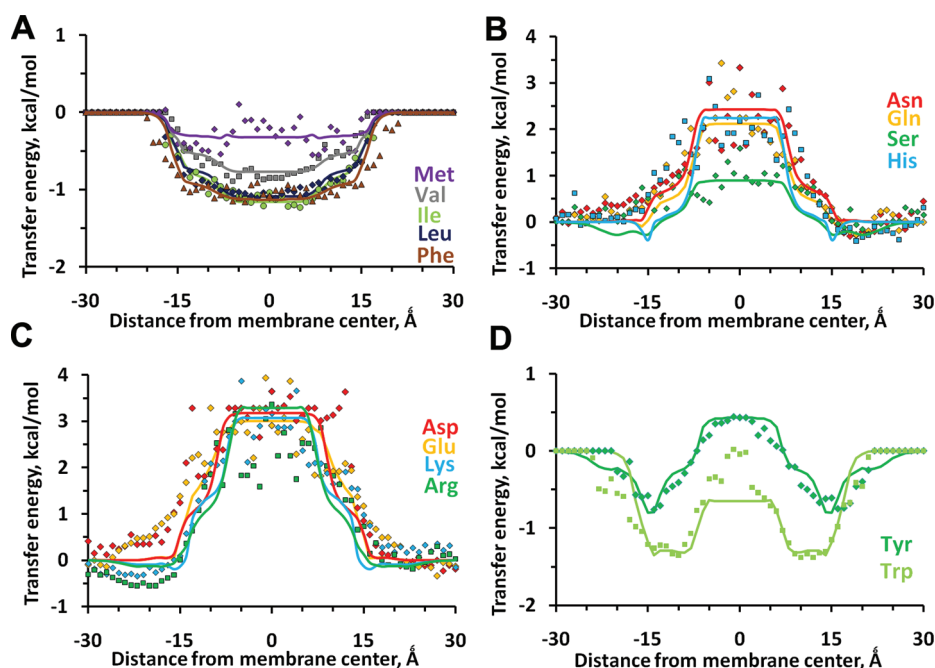 A
1
0
-1
-2
-30
-15
0
15
30
Transfer energy, kcal/mol
Distance from membrane center, Å
Met
Val
Ile
Leu
Phe
B
4
3
2
1
0
-1
-30
-15
0
15
30
Transfer energy, kcal/mol
Distance from membrane center, Å
Asn
Gln
Ser
His
C
4
3
2
1
0
-1
-30
-15
0
15
30
Transfer energy, kcal/mol
Distance from membrane center, Å
Asp
Glu
Lys
Arg
D
1
0
-1
-2
-30
-15
0
15
30
Transfer energy, kcal/mol
Distance from membrane center, Å
Tyr
Trp